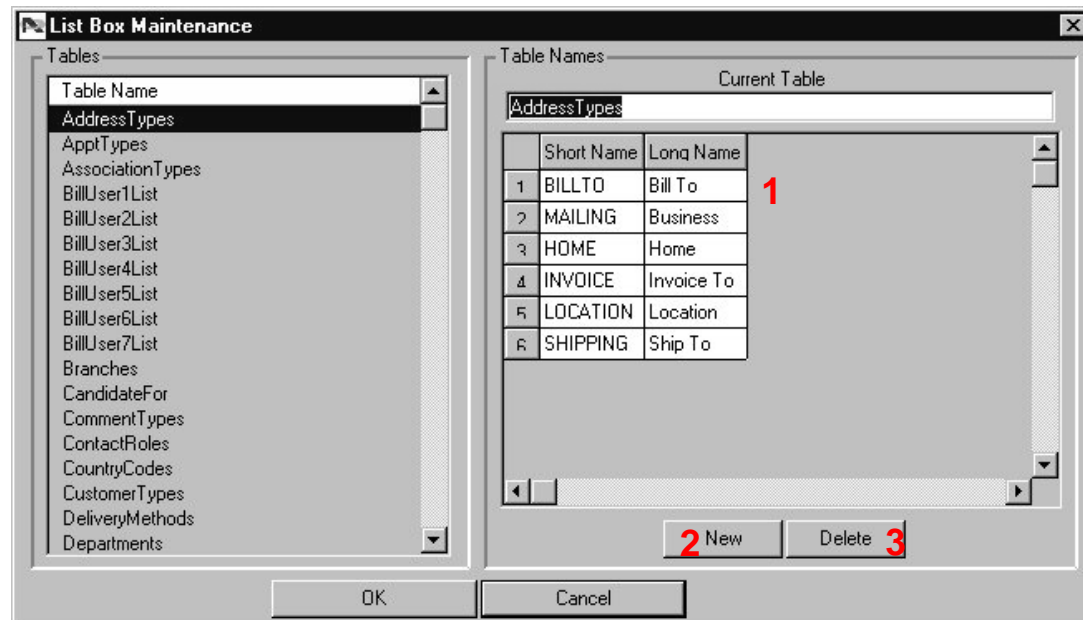 List Box Maintenance
Tables
Table Name
AddressTypes
ApptTypes
AssociationTypes
BillUser1List
BillUser2List
BillUser3List
BillUser4List
BillUser5List
BillUser6List
BillUser7List
Branches
CandidateFor
CommentTypes
ContactRoles
CountryCodes
CustomerTypes
DeliveryMethods
Departments
Table Names
Current Table
AddressTypes
Short Name Long Name
1 BILLTO Bill To
2 MAILING Business
3 HOME Home
4 INVOICE Invoice To
5 LOCATION Location
6 SHIPPING Ship To
1
2 New Delete 3
OK Cancel